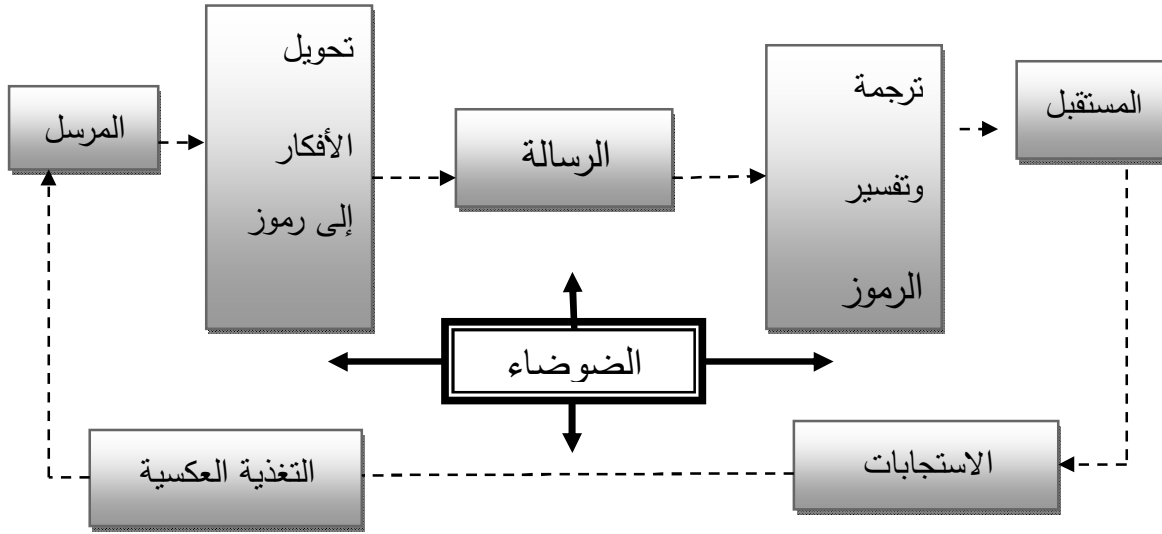 المرسل
تحويل
الأفكار
إلى رموز
الرسالة
ترجمة
وتفسير
الرموز
المستقبل
الضوضاء
الاستجابات
التغذية العكسية